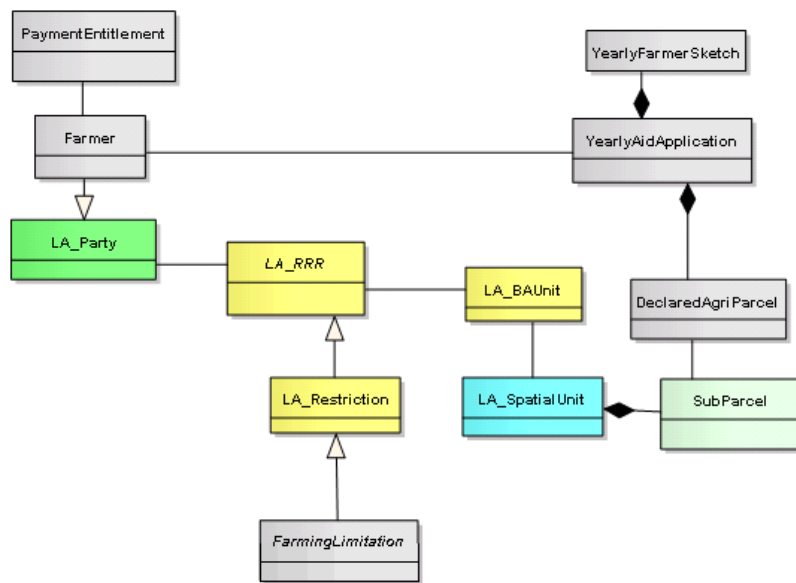 PaymentEntitlement
YearlyFarmerSketch
Farmer
YearlyAidApplication
LA_Party
LA_RRR
LA_BAUnit
DeclaredAgriParcel
LA_Restriction
LA_SpatialUnit
SubParcel
FarmingLimitation